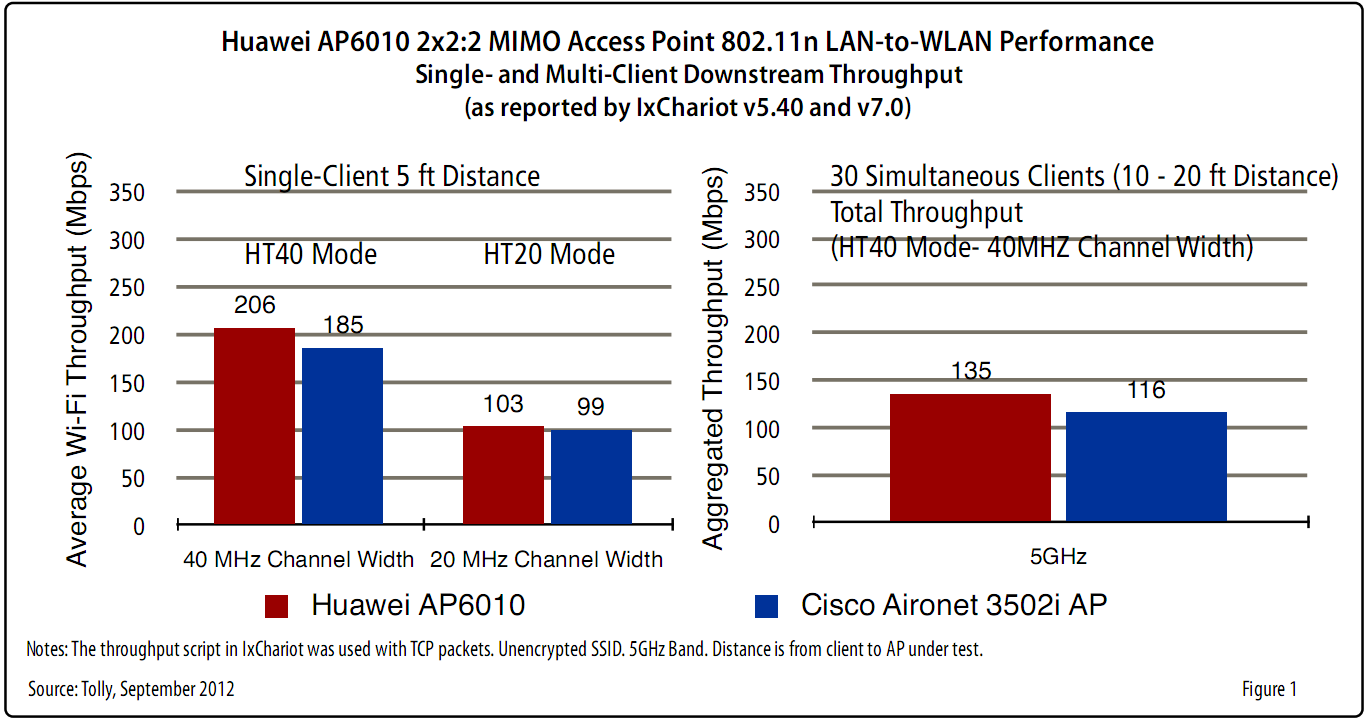 Huawei AP6010 2x2:2 MIMO Access Point 802.11n LAN-to-WLAN Performance
Single- and Multi-Client Downstream Throughput
(as reported by IxChariot v5.40 and v7.0)
Average Wi-Fi Throughput (Mbps)
Single-Client 5 ft Distance
350
300
HT40 Mode HT20 Mode
250
206
185
200
150
103 99
100
50
0
40 MHz Channel Width 20 MHz Channel Width
Aggregated Throughput (Mbps)
30 Simultaneous Clients (10 - 20 ft Distance)
350
Total Throughput
300
(HT40 Mode- 40MHZ Channel Width)
250
200
150
135
116
100
50
0
5GHz
Huawei AP6010 Cisco Aironet 3502i AP
Notes: The throughput script in IxChariot was used with TCP packets. Unencrypted SSID. 5GHz Band. Distance is from client to AP under test.
Source: Tolly, September 2012 Figure 1